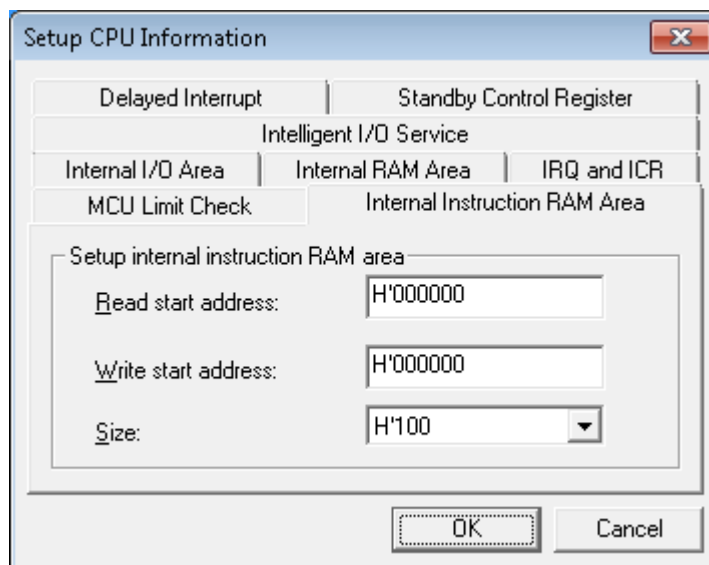 Setup CPU Information
Delayed Interrupt Standby Control Register
Intelligent I/O Service
Internal I/O Area Internal RAM Area IRQ and ICR
MCU Limit Check Internal Instruction RAM Area
Setup internal instruction RAM area
Read start address: H'000000
Write start address: H'000000
Size: H'100
OK Cancel